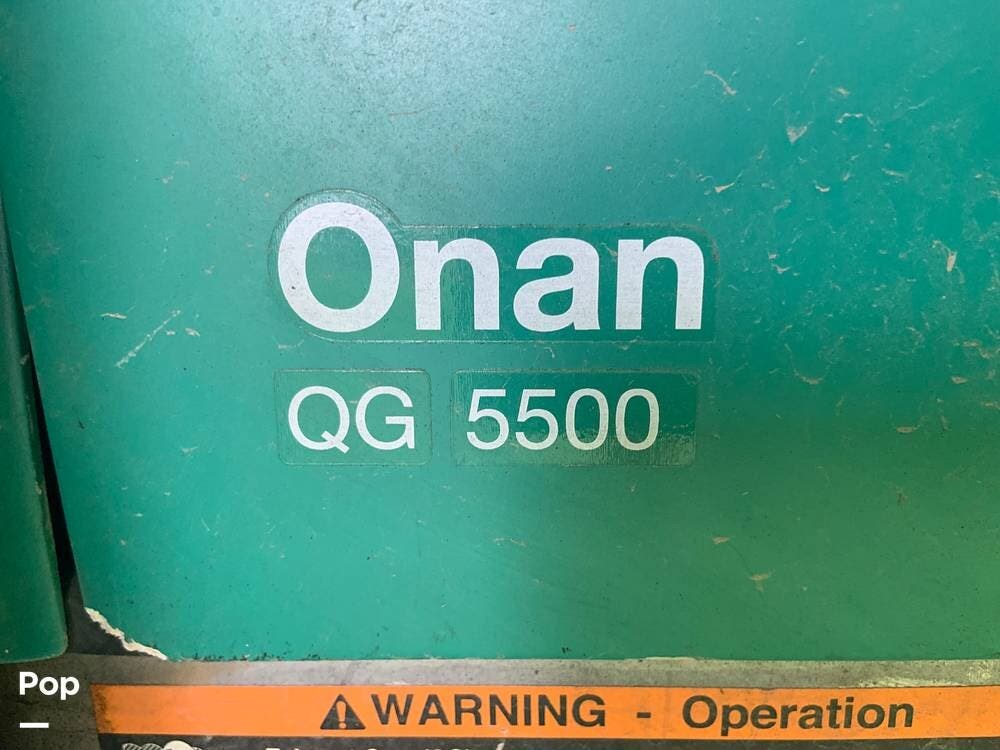 Onan
QG 5500
Pop
WARNING - Operation